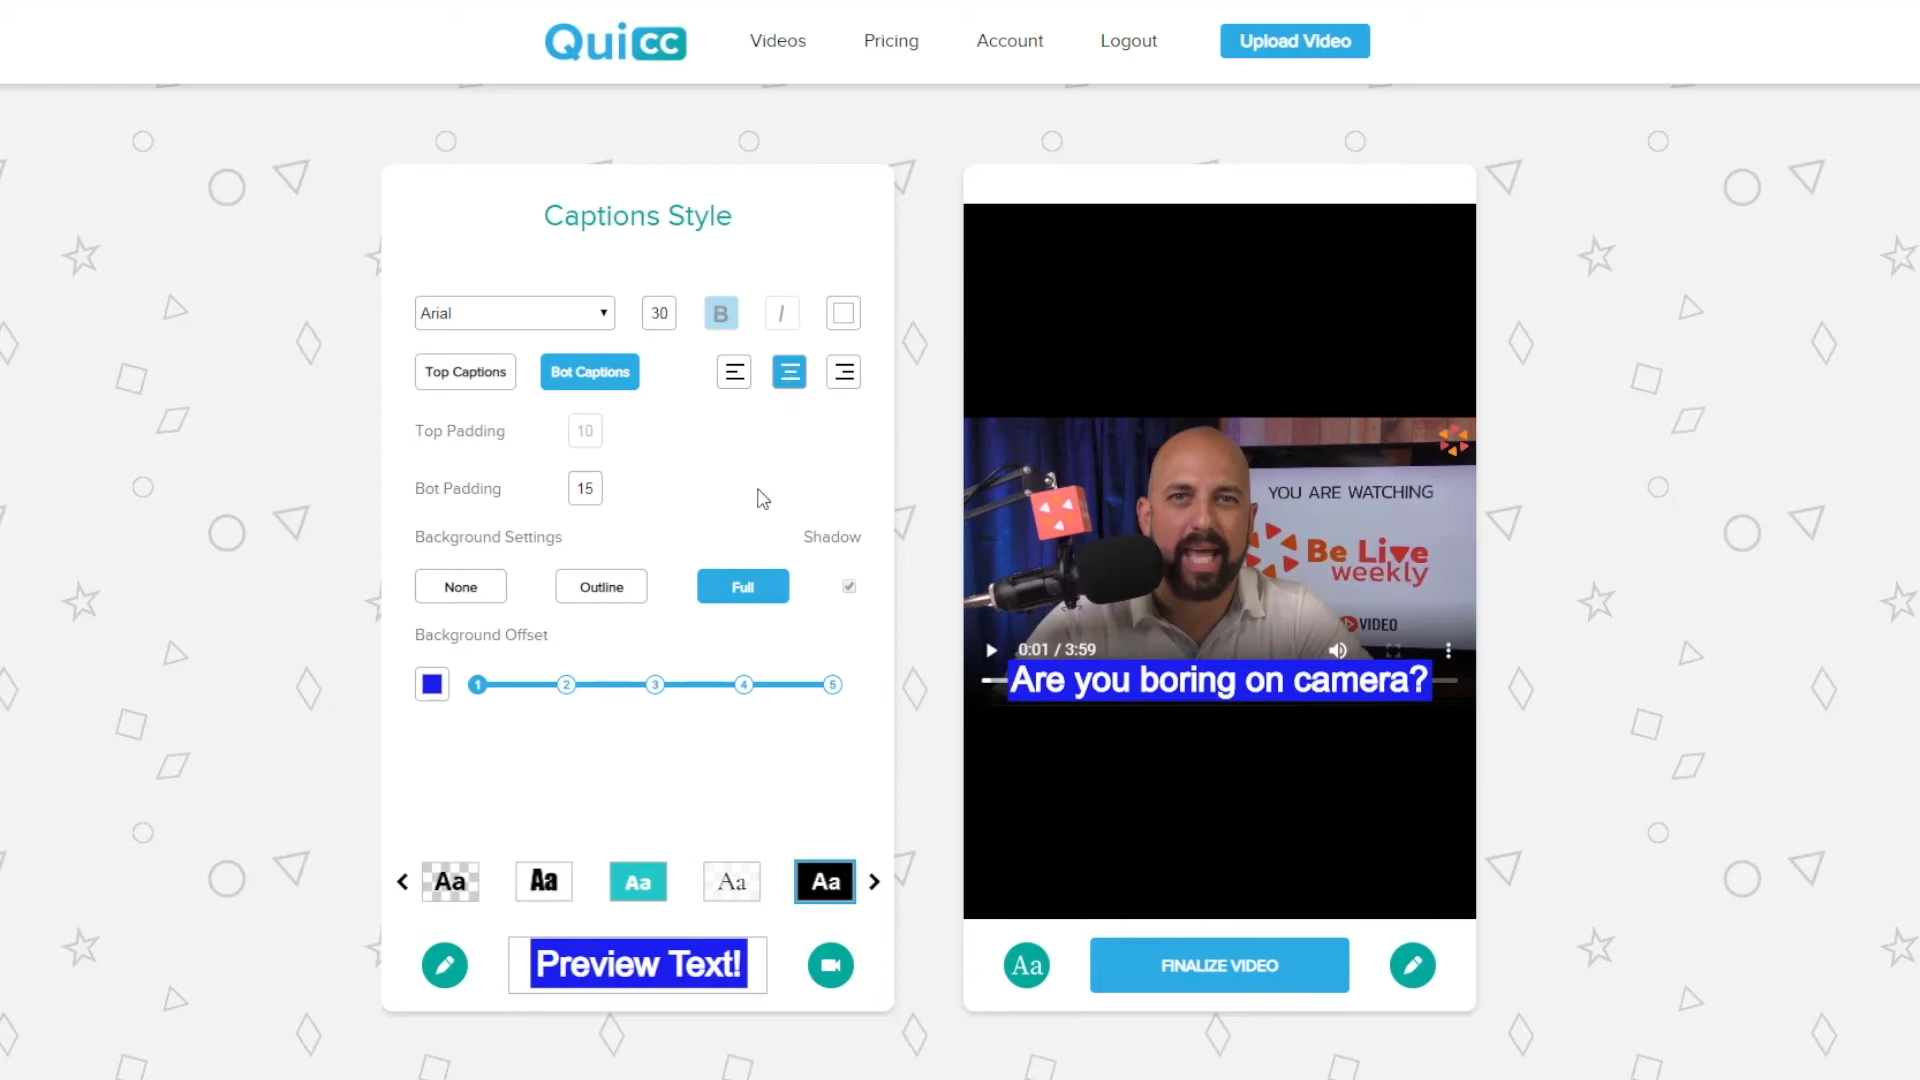 Quicc
Videos
Pricing
Account
Logout
Upload Video
Captions Style
Arial
30
B
I
Top Captions
Bot Captions
Top Padding
10
Bot Padding
15
Background Settings
Shadow
None
Outline
Full
Background Offset
1
2
3
4
5
Aa
Aa
Aa
Aa
Aa
Preview Text!
YOU ARE WATCHING
Be Live
weekly
VIDEO
0:01 / 3:59
Are you boring on camera?
Aa
FINALIZE VIDEO